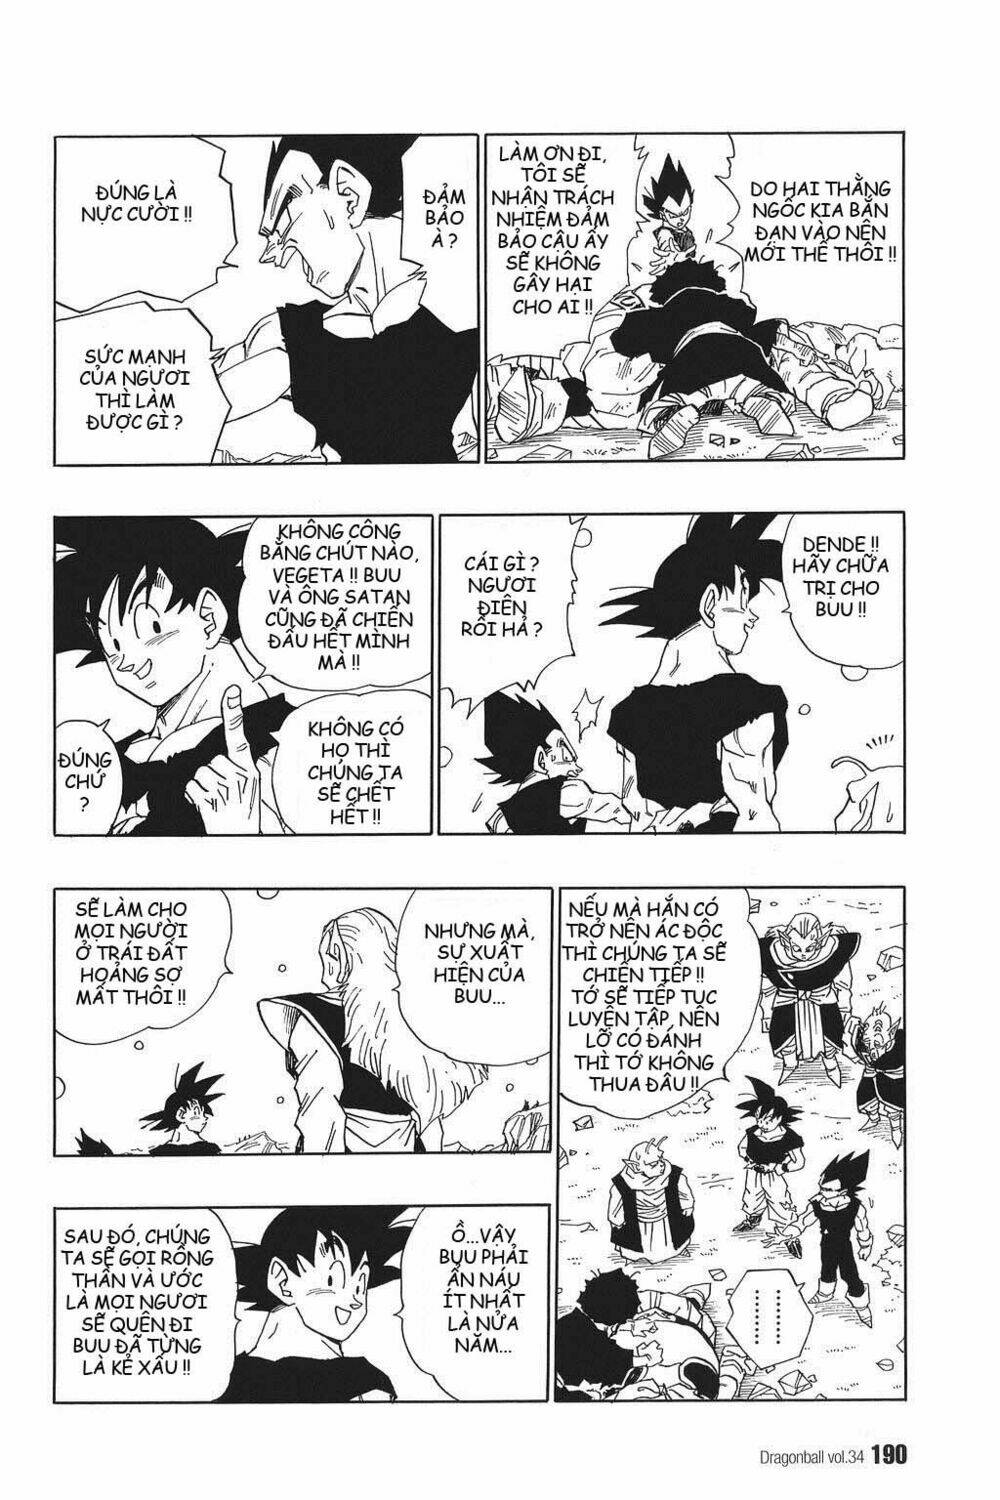 DO HAI THẰNG
NGỐC KIA BẮN
ĐẠN VÀO NÊN
MỚI THẾ THÔI !!
LÀM ƠN ĐI,
TÔI SẼ
NHẬN TRÁCH
NHIỆM ĐẢM
BẢO CẬU ẤY
SẼ KHÔNG
GÂY HẠI
CHO AI !!
ĐẢM
BẢO
À ?
ĐÚNG LÀ
NỰC CƯỜI !!
SỨC MẠNH
CỦA NGƯƠI
THÌ LÀM
ĐƯỢC GÌ ?
DENDE !!
HÃY CHỮA
TRỊ CHO
BUU !!
CÁI GÌ ?
NGƯƠI
ĐIÊN
RỒI HẢ ?
KHÔNG CÔNG
BẰNG CHÚT NÀO,
VEGETA !! BUU
VÀ ÔNG SATAN
CŨNG ĐÃ CHIẾN
ĐẤU HẾT MÌNH
MÀ !!
KHÔNG CÓ
HỌ THÌ
CHÚNG TA
SẼ CHẾT
HẾT !!
ĐÚNG
CHỨ
?
NẾU MÀ HẮN CÓ
TRỞ NÊN ÁC ĐỘC
THÌ CHÚNG TA SẼ
CHIẾN TIẾP !!
TỚ SẼ TIẾP TỤC
LUYỆN TẬP, NÊN
LỠ CÓ ĐÁNH
THÌ TỚ KHÔNG
THUA ĐÂU !!
NHƯNG MÀ,
SỰ XUẤT
HIỆN CỦA
BUU...
SẼ LÀM CHO
MỌI NGƯỜI
Ở TRÁI ĐẤT
HOẢNG SỢ
MẤT THÔI !!
Ồ...VẬY
BUU PHẢI
ẨN NÁU
ÍT NHẤT
LÀ NỬA
NĂM...
SAU ĐÓ, CHÚNG
TA SẼ GỌI RỒNG
THẦN VÀ ƯỚC
LÀ MỌI NGƯƠI
SẼ QUÊN ĐI
BUU ĐÃ TỪNG
LÀ KẺ XẤU !!
Dragonball vol.34 190